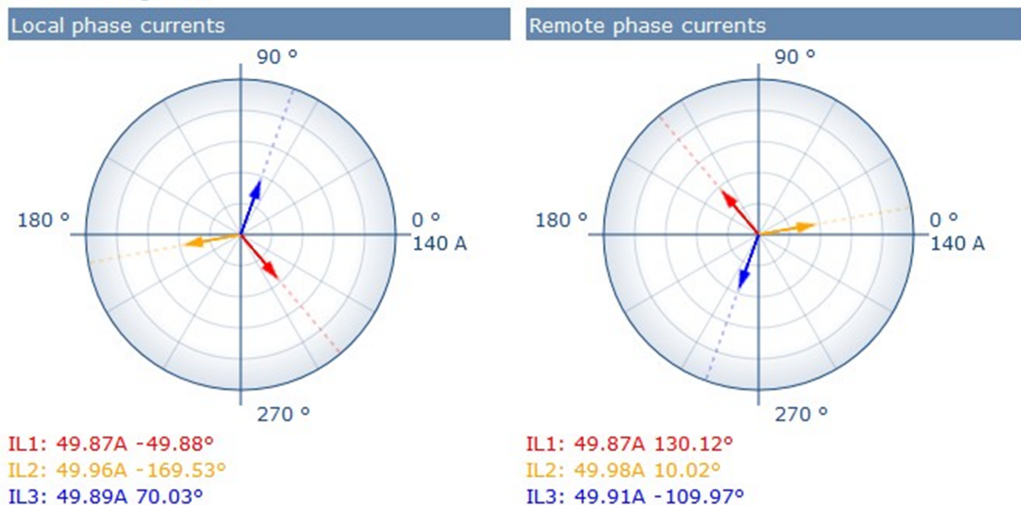 Local phase currents
90 °
180 °
0 °
140 A
270 °
IL1: 49.87A -49.88°
IL2: 49.96A -169.53°
IL3: 49.89A 70.03°
Remote phase currents
90 °
180 °
0 °
140 A
270 °
IL1: 49.87A 130.12°
IL2: 49.98A 10.02°
IL3: 49.91A -109.97°